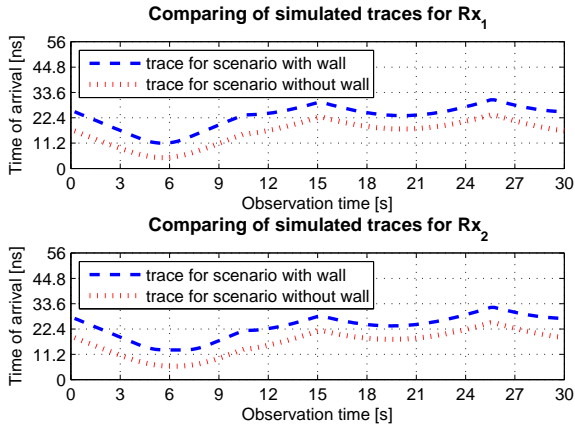 Comparing of simulated traces for Rx1
Time of arrival [ns]
56
44.8
33.6
22.4
11.2
0
trace for scenario with wall
trace for scenario without wall
0 3 6 9 12 15 18 21 24 27 30
Observation time [s]
Comparing of simulated traces for Rx2
Time of arrival [ns]
56
44.8
33.6
22.4
11.2
0
trace for scenario with wall
trace for scenario without wall
0 3 6 9 12 15 18 21 24 27 30
Observation time [s]